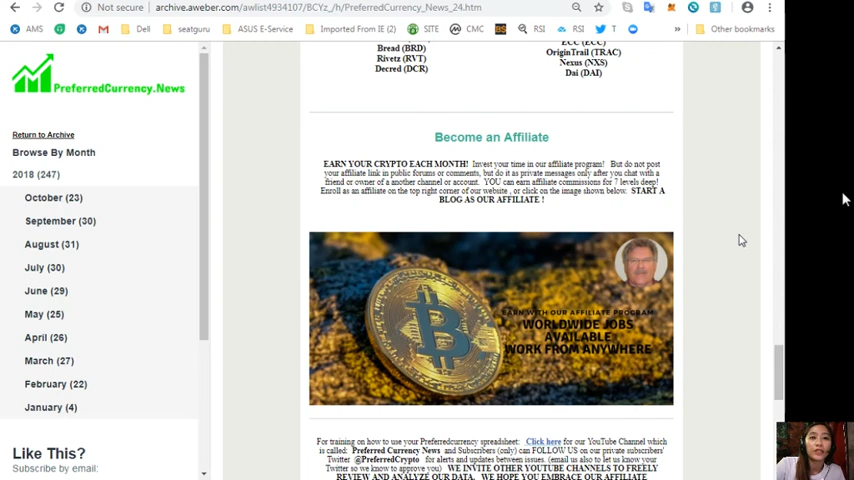 Not secure | archive.aweber.com/awlist4934107/BCYz_/h/PreferredCurrency_News_24.htm
AMS
Dell
seatguru
ASUS E-Service
Imported From IE (2)
SITE
CMC
RSI
RSI
T
»
Other bookmarks
PreferredCurrency.News
Return to Archive
Browse By Month
2018 (247)
October (23)
September (30)
August (31)
July (30)
June (29)
May (25)
April (26)
March (27)
February (22)
January (4)
Like This?
Subscribe by email:
Bread (BRD)
Rivetz (RVT)
Decred (DCR)
ECC (ECC)
OriginTrail (TRAC)
Nexus (NXS)
Dai (DAI)
Become an Affiliate
EARN YOUR CRYPTO EACH MONTH! Invest your time in our affiliate program! But do not post
your affiliate link in public forums or comments, but do it as private messages only after you chat with a
friend or owner of a another channel or account. YOU can earn affiliate commissions for 7 levels deep!
Enroll as an affiliate on the top right corner of our website , or click on the image shown below. START A
BLOG AS OUR AFFILIATE !
EARN WITH OUR AFFILIATE PROGRAM
WORLDWIDE JOBS
AVAILABLE
WORK FROM ANYWHERE
For training on how to use your Preferredcurrency spreadsheet: Click here for our YouTube Channel which
is called: Preferred Currency News and Subscribers (only) can FOLLOW US on our private subscribers'
Twitter @PreferredCrypto for alerts and updates between issues. (email us also to let us know your
Twitter so we know to approve you) WE INVITE OTHER YOUTUBE CHANNELS TO FREELY
REVIEW AND ANALYZE OUR DATA. WE HOPE YOU EMBRACE OUR AFFILIATE